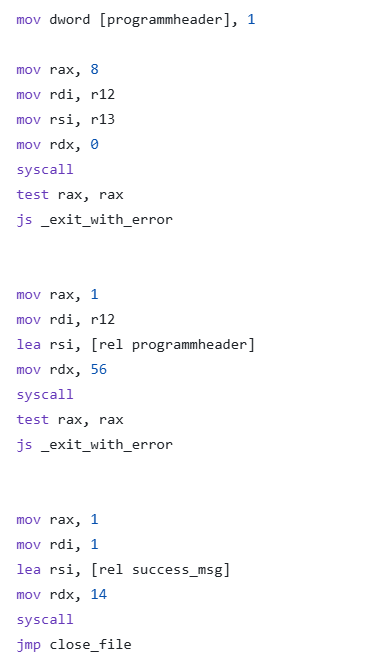 mov dword [programmheader], 1
mov rax, 8
mov rdi, r12
mov rsi, r13
mov rdx, 0
syscall
test rax, rax
js _exit_with_error
mov rax, 1
mov rdi, r12
lea rsi, [rel programmheader]
mov rdx, 56
syscall
test rax, rax
js _exit_with_error
mov rax, 1
mov rdi, 1
lea rsi, [rel success_msg]
mov rdx, 14
syscall
jmp close_file